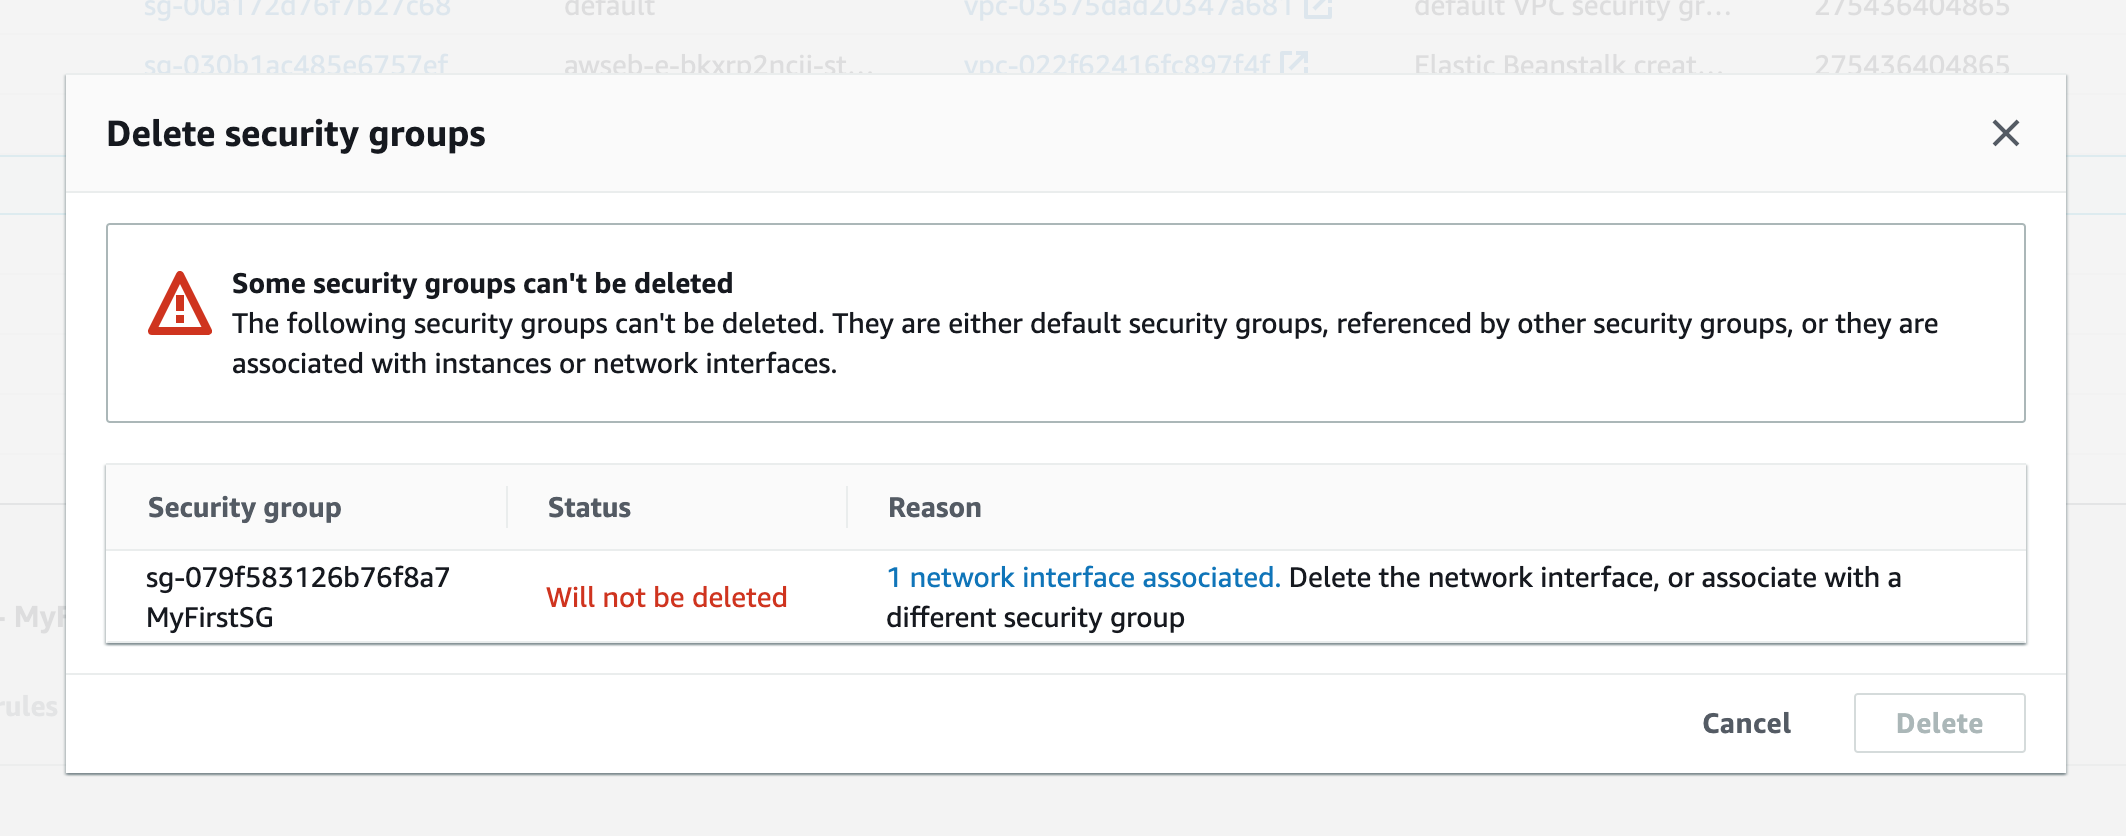 sg-00a172d76f7b27c68 default vpc-03575dad20347a681 default VPC security gr... 275436404865
sg-030b1ac485e6757ef awseb-e-bkxrp2ncij-st... vpc-022f62416fc897f4f Elastic Beanstalk creat... 275436404865
Delete security groups
Some security groups can't be deleted
The following security groups can't be deleted. They are either default security groups, referenced by other security groups, or they are
associated with instances or network interfaces.
Security group Status Reason
sg-079f583126b76f8a7
MyFirstSG
Will not be deleted
1 network interface associated. Delete the network interface, or associate with a
different security group
- MyF
rules
Cancel Delete